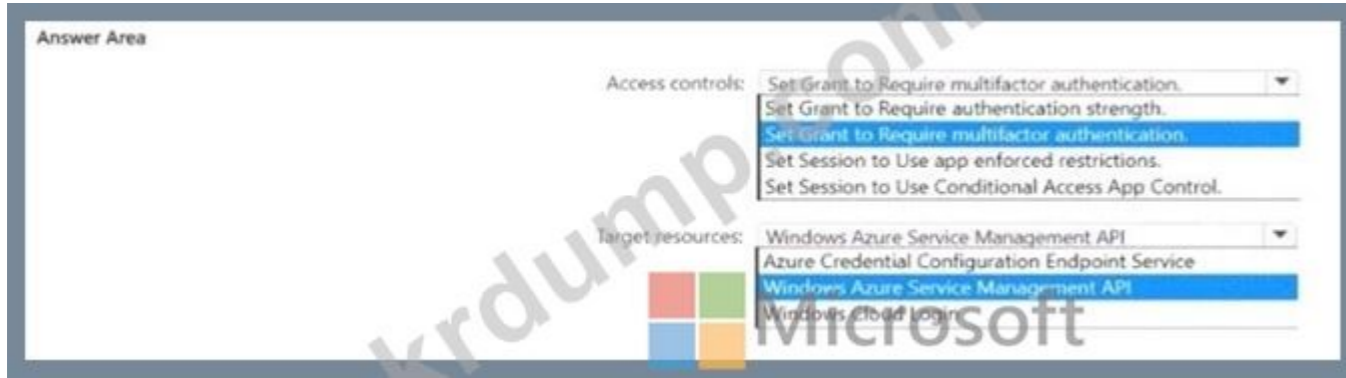 Answer Area
Access controls: Set Grant to Require multifactor authentication.
Set Grant to Require authentication strength.
Set Grant to Require multifactor authentication.
Set Session to Use app enforced restrictions.
Set Session to Use Conditional Access App Control.
Target resources: Windows Azure Service Management API
Azure Credential Configuration Endpoint Service
Windows Azure Service Management API
Windows Cloud Login
Microsoft
krdump.com